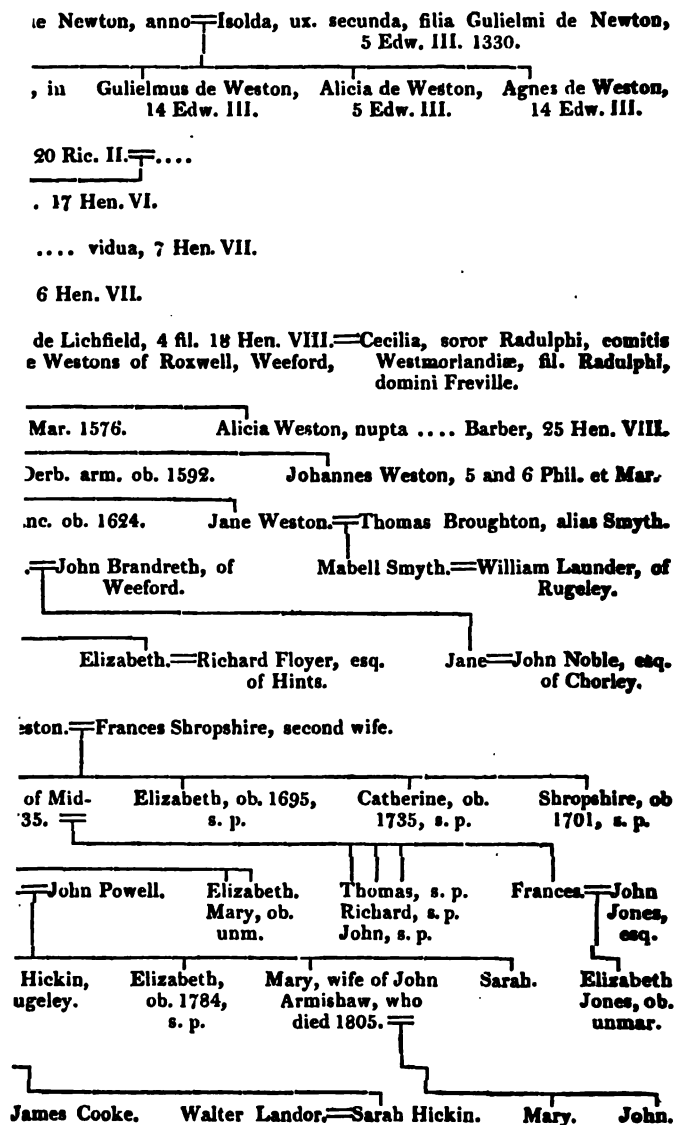 Newton, anno Isolda, ux. secunda, filia Gulielmi de Newton,
5 Edw. III. 1330.
, in Gulielmus de Weston, Alicia de Weston, Agnes de Weston,
14 Edw. III. 5 Edw. III. 14 Edw. III.
20 Ric. II. ....
. 17 Hen. VI.
.... vidua, 7 Hen. VII.
6 Hen. VII.
de Lichfield, 4 fil. 18 Hen. VIII. Cecilia, soror Radulphi, comitis
e Westons of Roxwell, Weeford, Westmorlandiæ, fil. Radulphi,
domini Freville.
Mar. 1576. Alicia Weston, nupta .... Barber, 25 Hen. VIII.
Derb. arm. ob. 1592. Johannes Weston, 5 and 6 Phil. et Mar.
nc. ob. 1624. Jane Weston. Thomas Broughton, alias Smyth.
. John Brandreth, of Mabell Smyth. William Launder, of
Weeford. Rugeley.
Elizabeth. Richard Floyer, esq. Jane John Noble, esq.
of Hints. of Chorley.
ston. Frances Shropshire, second wife.
of Mid- Elizabeth, ob. 1695, Catherine, ob. Shropshire, ob
35. s. p. 1735, s. p. 1701, s. p.
John Powell. Elizabeth. Thomas, s. p. Frances. John
Mary, ob. Richard, s. p. Jones,
unm. John, s. p. esq.
Hickin, Elizabeth, Mary, wife of John Sarah. Elizabeth
ugeley. ob. 1784, Armishaw, who Jones, ob.
s. p. died 1805. unmar.
James Cooke. Walter Landor. Sarah Hickin. Mary. John.